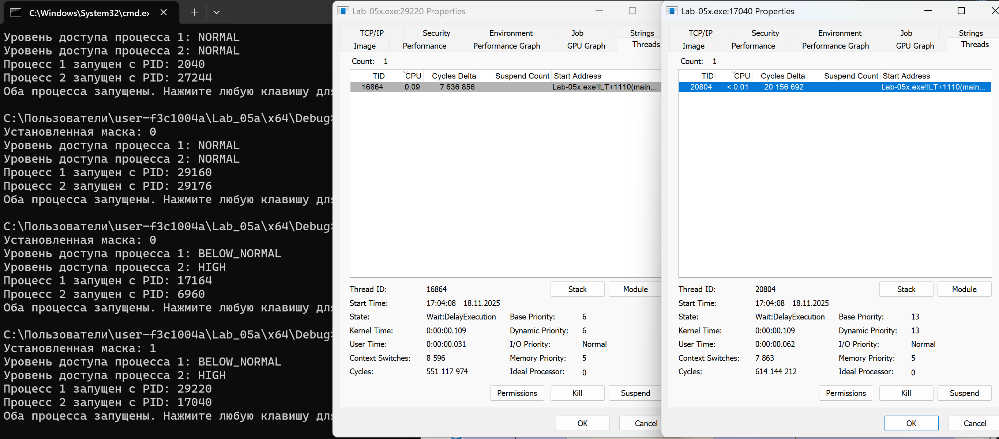 C:\Windows\System32\cmd.ex
Уровень доступа процесса 1: NORMAL
Уровень доступа процесса 2: NORMAL
Процесс 1 запущен с PID: 2040
Процесс 2 запущен с PID: 27244
Оба процесса запущены. Нажмите любую клавишу для
C:\Пользователи\user-f3c1004a\Lab_05a\x64\Debug>
Установленная маска: 0
Уровень доступа процесса 1: NORMAL
Уровень доступа процесса 2: NORMAL
Процесс 1 запущен с PID: 29160
Процесс 2 запущен с PID: 29176
Оба процесса запущены. Нажмите любую клавишу для
C:\Пользователи\user-f3c1004a\Lab_05a\x64\Debug>
Установленная маска: 0
Уровень доступа процесса 1: BELOW_NORMAL
Уровень доступа процесса 2: HIGH
Процесс 1 запущен с PID: 17164
Процесс 2 запущен с PID: 6960
Оба процесса запущены. Нажмите любую клавишу для
C:\Пользователи\user-f3c1004a\Lab_05a\x64\Debug>
Установленная маска: 1
Уровень доступа процесса 1: BELOW_NORMAL
Уровень доступа процесса 2: HIGH
Процесс 1 запущен с PID: 29220
Процесс 2 запущен с PID: 17040
Оба процесса запущены. Нажмите любую клавишу для
Lab-05x.exe:29220 Properties
TCP/IP Security Environment Job Strings
Image Performance Performance Graph GPU Graph Threads
Count: 1
TID CPU Cycles Delta Suspend Count Start Address
16864 0.09 7 636 856 Lab-05x.exe!ILT+1110(main...
Thread ID: 16864 Stack Module
Start Time: 17:04:08 18.11.2025
State: Wait:DelayExecution Base Priority: 6
Kernel Time: 0:00:00.109 Dynamic Priority: 6
User Time: 0:00:00.031 I/O Priority: Normal
Context Switches: 8 596 Memory Priority: 5
Cycles: 551 117 974 Ideal Processor: 0
Permissions Kill Suspend
OK Cancel
Lab-05x.exe:17040 Properties
TCP/IP Security Environment Job Strings
Image Performance Performance Graph GPU Graph Threads
Count: 1
TID CPU Cycles Delta Suspend Count Start Address
20804 < 0.01 20 156 692 Lab-05x.exe!ILT+1110(main...
Thread ID: 20804 Stack Module
Start Time: 17:04:08 18.11.2025
State: Wait:DelayExecution Base Priority: 13
Kernel Time: 0:00:00.109 Dynamic Priority: 13
User Time: 0:00:00.062 I/O Priority: Normal
Context Switches: 7 863 Memory Priority: 5
Cycles: 614 144 212 Ideal Processor: 0
Permissions Kill Suspend
OK Cancel